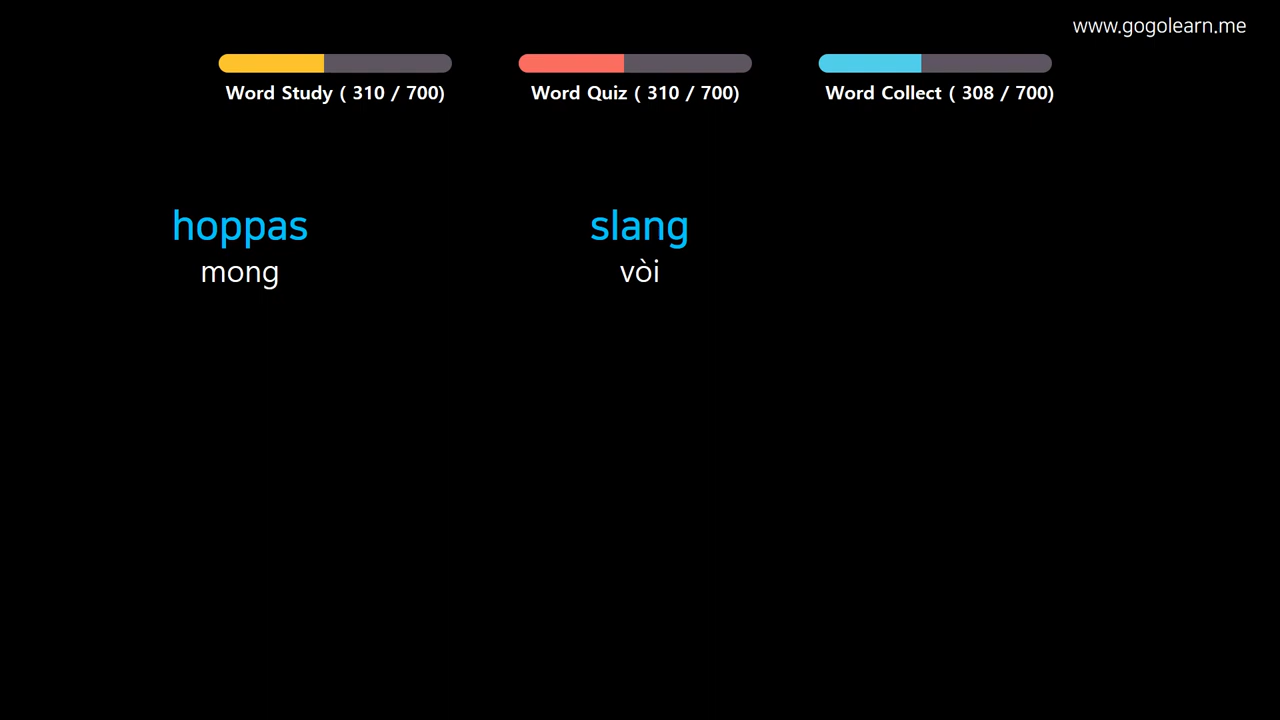 www.gogolearn.me
Word Study ( 310 / 700)
Word Quiz ( 310 / 700)
Word Collect ( 308 / 700)
hoppas
mong
slang
vòi